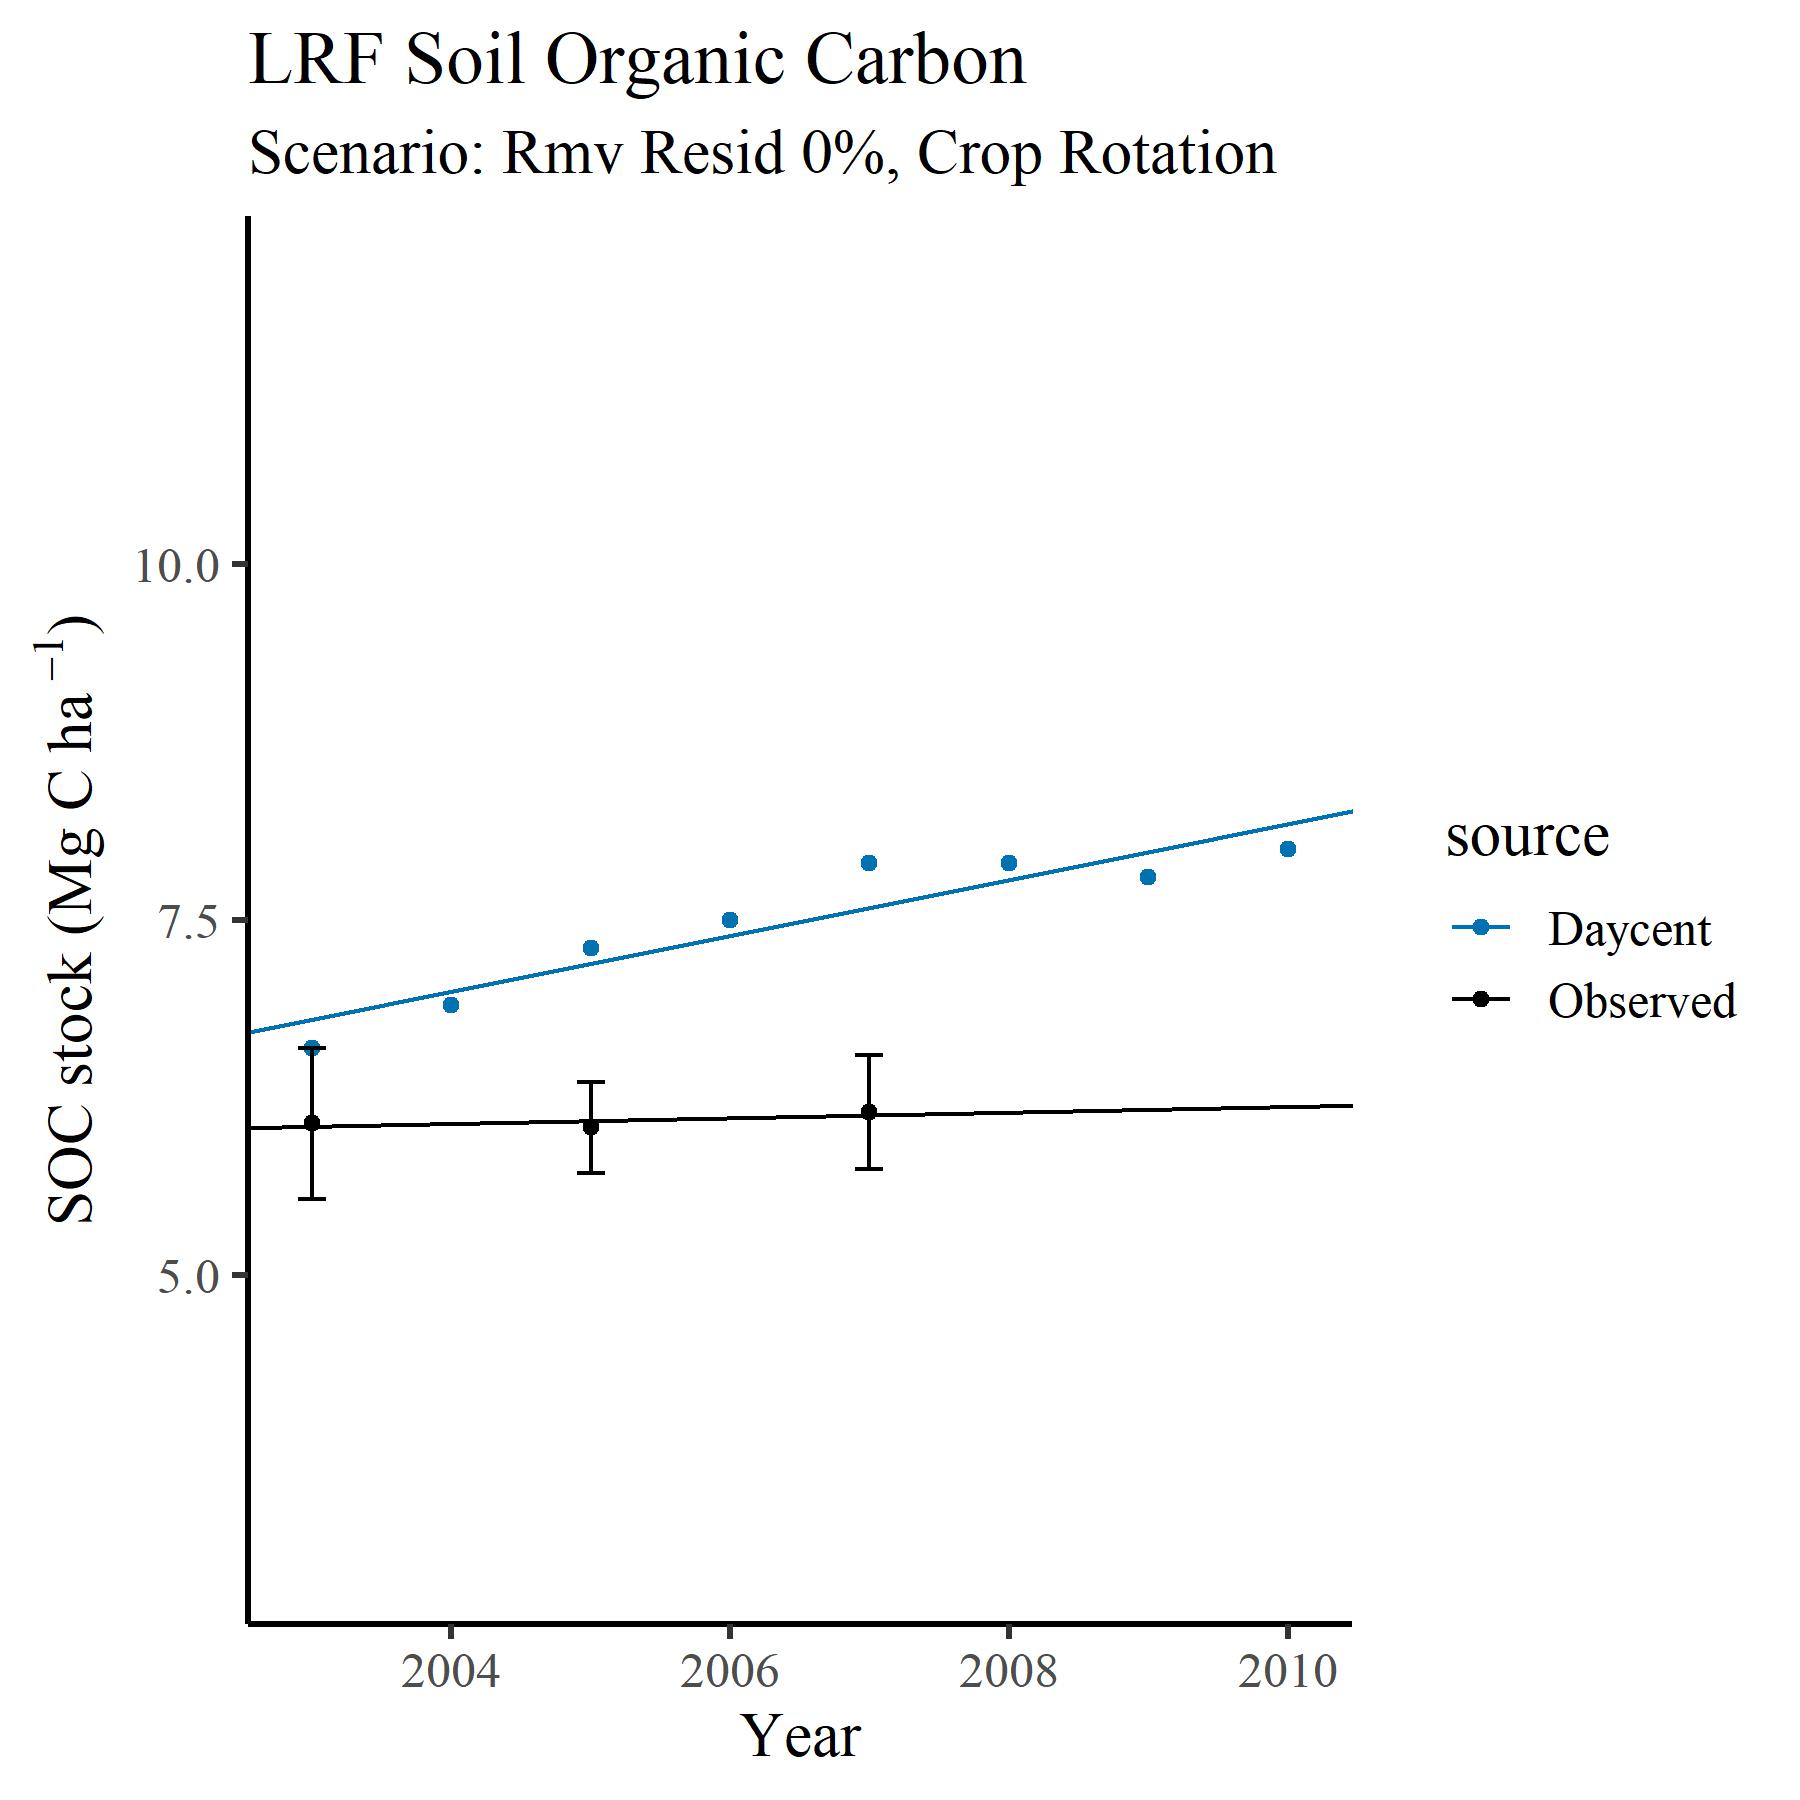 LRF Soil Organic Carbon
Scenario: Rmv Resid 0%, Crop Rotation
SOC stock (Mg C ha⁻¹)
10.0
7.5
5.0
source
Daycent
Observed
2004 2006 2008 2010
Year